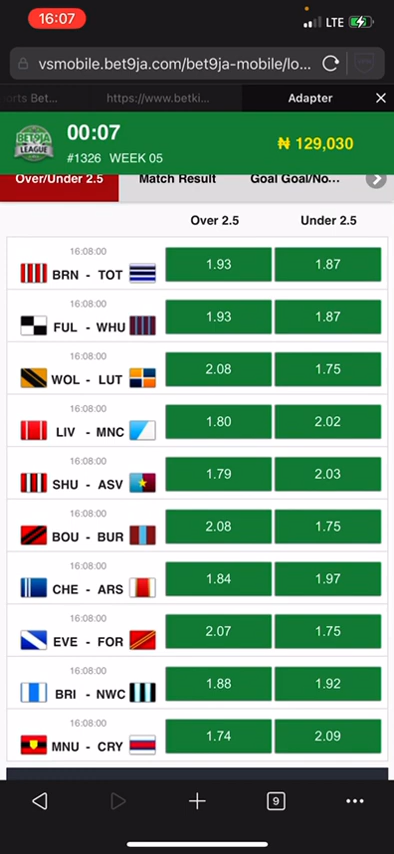 16:07
LTE
vsmobile.bet9ja.com/bet9ja-mobile/lo...
orts Bet...
https://www.betki...
Adapter
BET9JA
LEAGUE
00:07
#1326 WEEK 05
₦ 129,030
Over/Under 2.5
Match Result
Goal Goal/No...
Over 2.5
Under 2.5
16:08:00
BRN - TOT
1.93
1.87
16:08:00
FUL - WHU
1.93
1.87
16:08:00
WOL - LUT
2.08
1.75
16:08:00
LIV - MNC
1.80
2.02
16:08:00
SHU - ASV
1.79
2.03
16:08:00
BOU - BUR
2.08
1.75
16:08:00
CHE - ARS
1.84
1.97
16:08:00
EVE - FOR
2.07
1.75
16:08:00
BRI - NWC
1.88
1.92
16:08:00
MNU - CRY
1.74
2.09
9